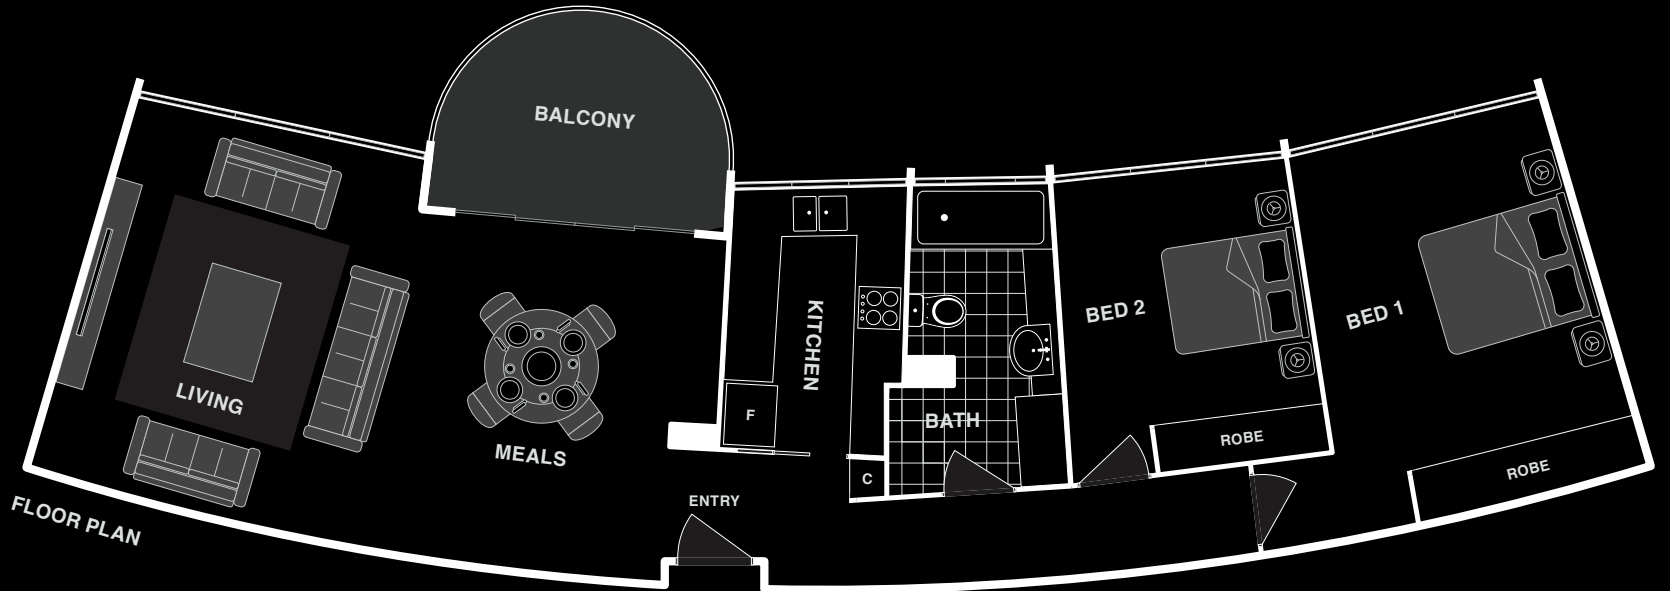 BALCONY
LIVING
MEALS
KITCHEN
F
C
ENTRY
BATH
BED 2
ROBE
BED 1
ROBE
FLOOR PLAN